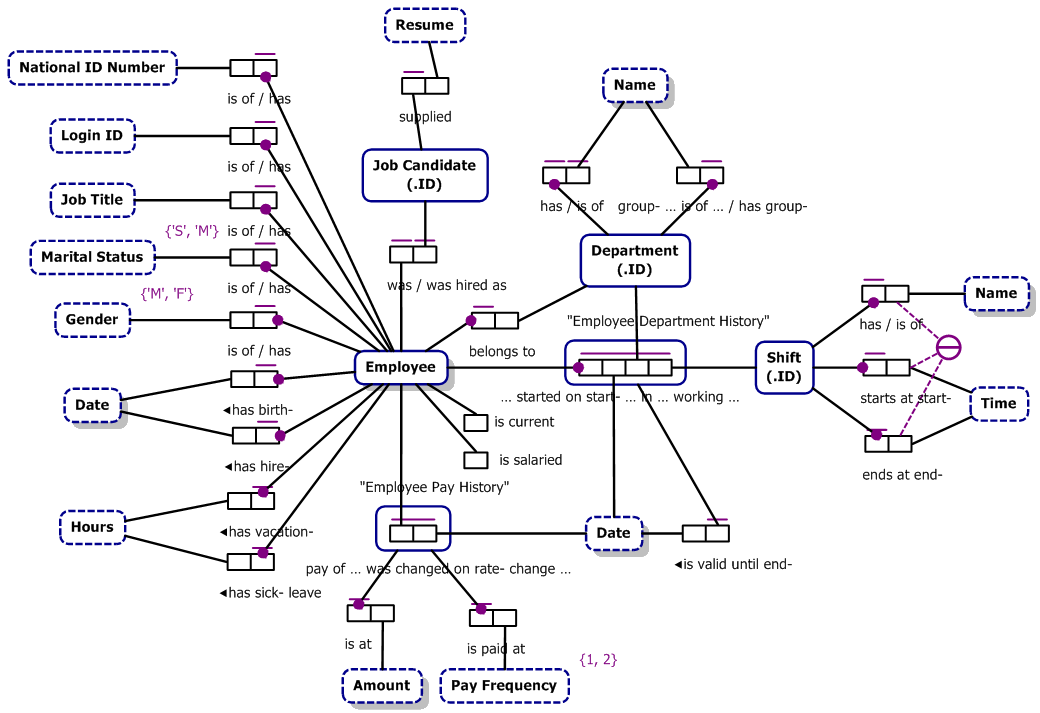 Resume
National ID Number
is of / has
Name
supplied
Login ID
is of / has
Job Candidate
(.ID)
Job Title
has / is of
group- ... is of ... / has group-
{'S', 'M'}
is of / has
Marital Status
Department
(.ID)
was / was hired as
is of / has
{'M', 'F'}
Name
Gender
"Employee Department History"
has / is of
is of / has
belongs to
Employee
Shift
(.ID)
Date
... started on start- ... in ... working ...
starts at start-
Time
◄has birth-
is current
◄has hire-
is salaried
ends at end-
"Employee Pay History"
Hours
◄has vacation-
Date
◄is valid until end-
pay of ... was changed on rate- change ...
◄has sick- leave
is at
is paid at
{1, 2}
Amount
Pay Frequency